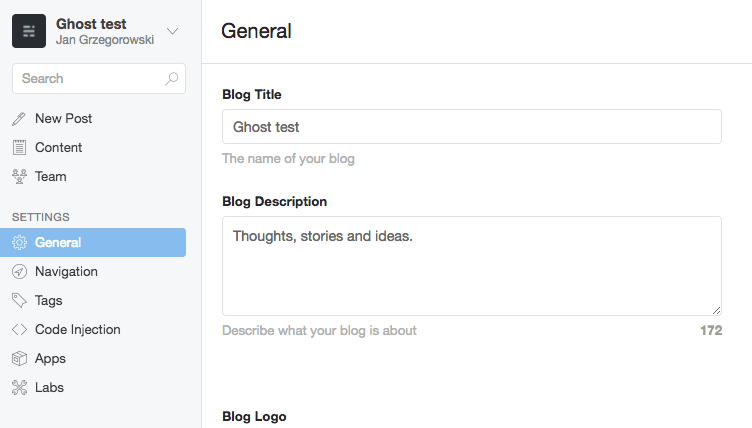 Ghost test
Jan Grzegorowski
Search
New Post
Content
Team
SETTINGS
General
Navigation
Tags
Code Injection
Apps
Labs
General
Blog Title
Ghost test
The name of your blog
Blog Description
Thoughts, stories and ideas.
Describe what your blog is about 172
Blog Logo